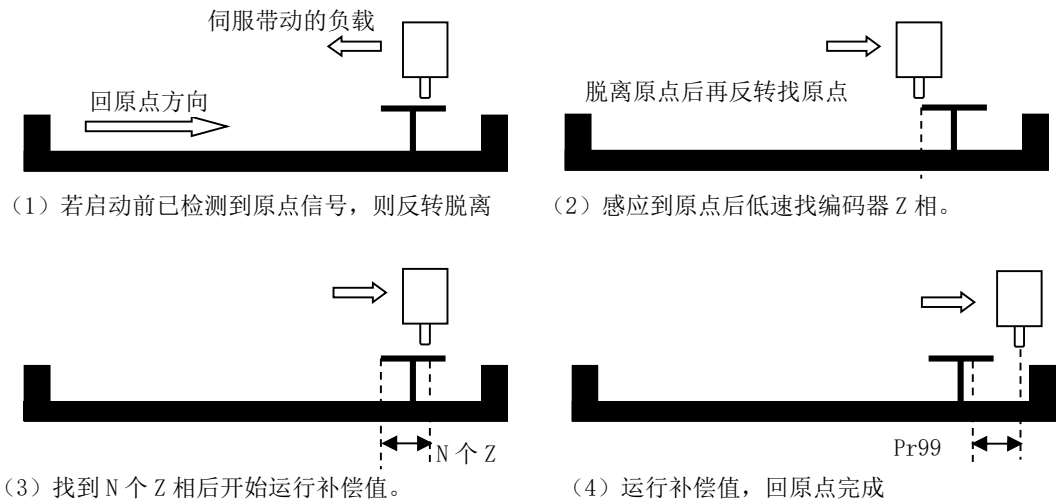 伺服带动的负载
回原点方向
(1)若启动前已检测到原点信号,则反转脱离
脱离原点后再反转找原点
(2)感应到原点后低速找编码器 Z 相。
N 个 Z
(3)找到 N 个 Z 相后开始运行补偿值。
Pr99
(4)运行补偿值,回原点完成